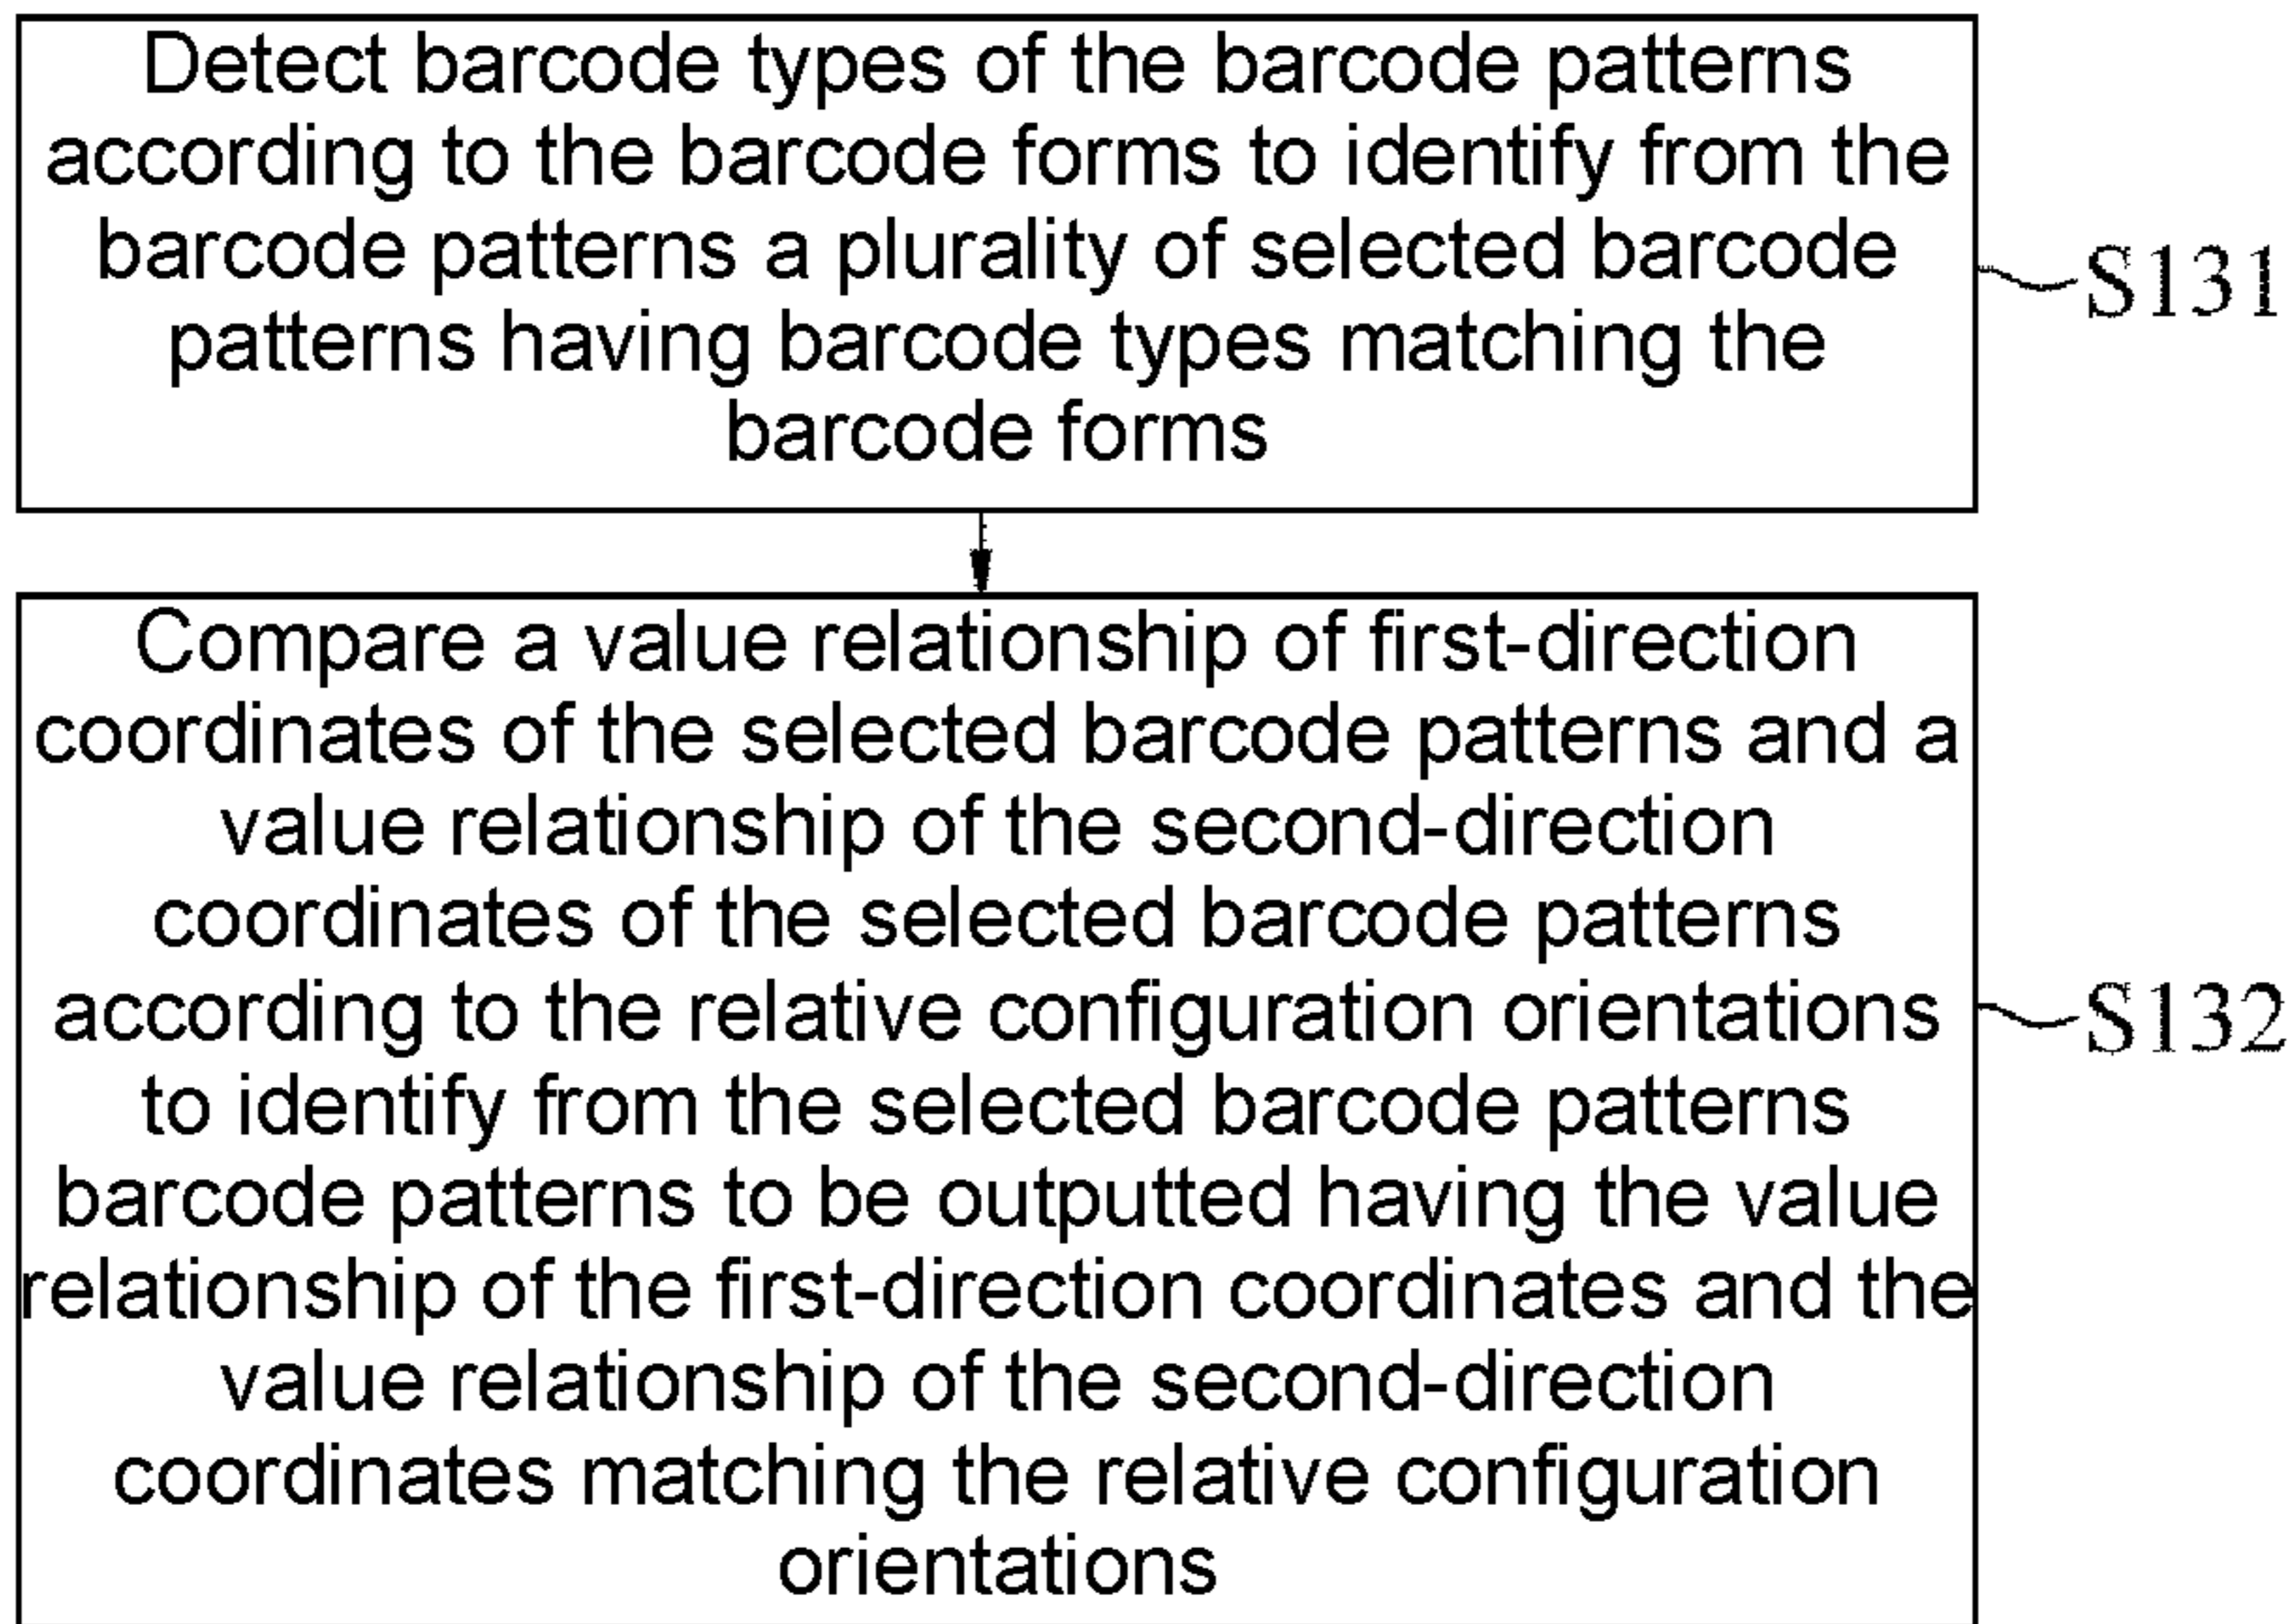 Detect barcode types of the barcode patterns
according to the barcode forms to identify from the
barcode patterns a plurality of selected barcode
patterns having barcode types matching the
barcode forms
S131
Compare a value relationship of first-direction
coordinates of the selected barcode patterns and a
value relationship of the second-direction
coordinates of the selected barcode patterns
according to the relative configuration orientations
to identify from the selected barcode patterns
barcode patterns to be outputted having the value
relationship of the first-direction coordinates and the
value relationship of the second-direction
coordinates matching the relative configuration
orientations
S132